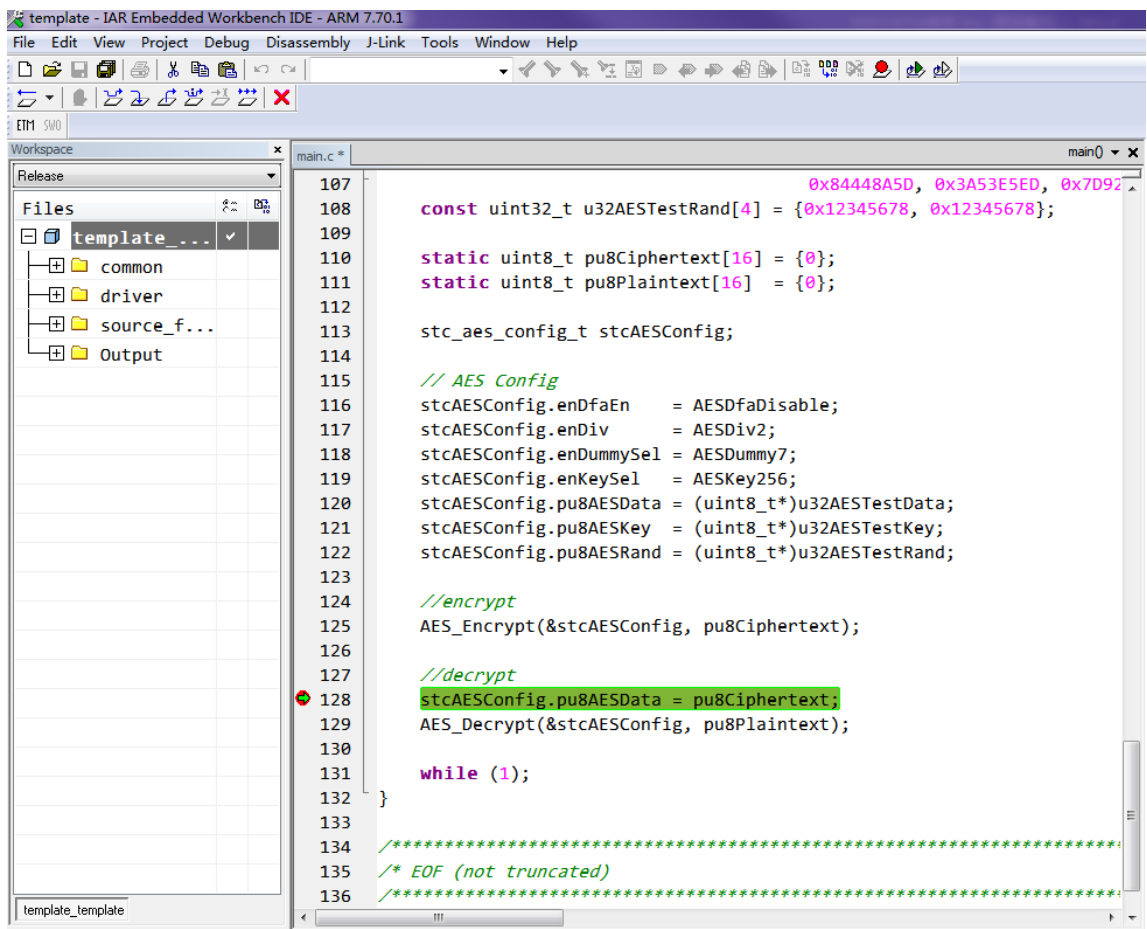 template - IAR Embedded Workbench IDE - ARM 7.70.1
File Edit View Project Debug Disassembly J-Link Tools Window Help
ETM SWO
Workspace
main.c *
main()
Release
Files
template_...
common
driver
source_f...
Output
107 0x84448A5D, 0x3A53E5ED, 0x7D92
108 const uint32_t u32AESTestRand[4] = {0x12345678, 0x12345678};
109
110 static uint8_t pu8Ciphertext[16] = {0};
111 static uint8_t pu8Plaintext[16] = {0};
112
113 stc_aes_config_t stcAESConfig;
114
115 // AES Config
116 stcAESConfig.enDfaEn = AESDfaDisable;
117 stcAESConfig.enDiv = AESDiv2;
118 stcAESConfig.enDummySel = AESDummy7;
119 stcAESConfig.enKeySel = AESKey256;
120 stcAESConfig.pu8AESData = (uint8_t*)u32AESTestData;
121 stcAESConfig.pu8AESKey = (uint8_t*)u32AESTestKey;
122 stcAESConfig.pu8AESRand = (uint8_t*)u32AESTestRand;
123
124 //encrypt
125 AES_Encrypt(&stcAESConfig, pu8Ciphertext);
126
127 //decrypt
128 stcAESConfig.pu8AESData = pu8Ciphertext;
129 AES_Decrypt(&stcAESConfig, pu8Plaintext);
130
131 while (1);
132 }
133
134 /******************************************************************
135 /* EOF (not truncated)
136 /******************************************************************
template_template